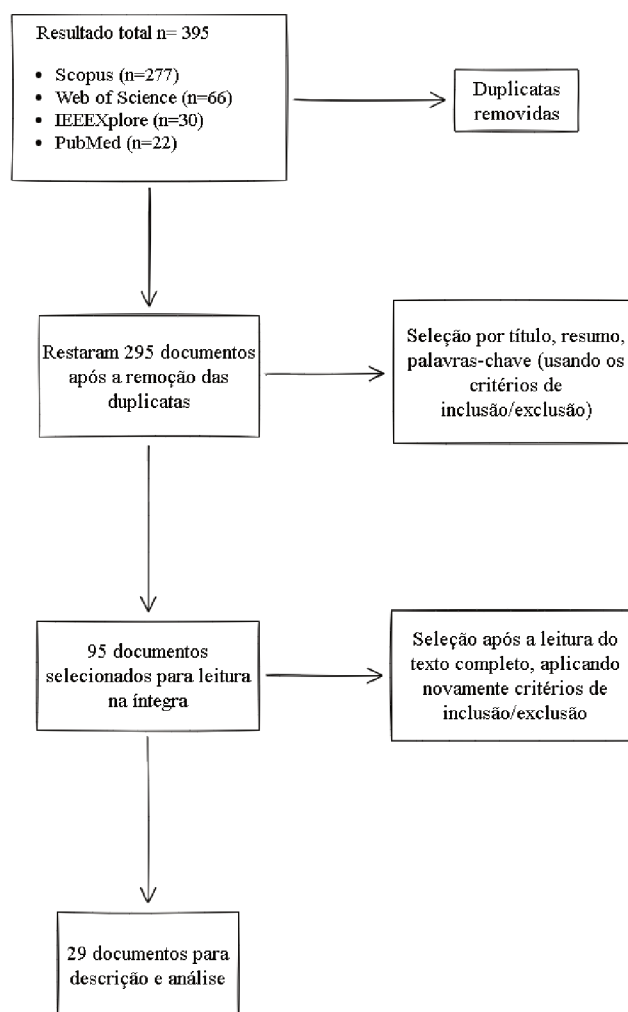 Resultado total n= 395
• Scopus (n=277)
• Web of Science (n=66)
• IEEEXplore (n=30)
• PubMed (n=22)
Duplicatas
removidas
Restaram 295 documentos
após a remoção das
duplicatas
Seleção por título, resumo,
palavras-chave (usando os
critérios de
inclusão/exclusão)
95 documentos
selecionados para leitura
na íntegra
Seleção após a leitura do
texto completo, aplicando
novamente critérios de
inclusão/exclusão
29 documentos para
descrição e análise